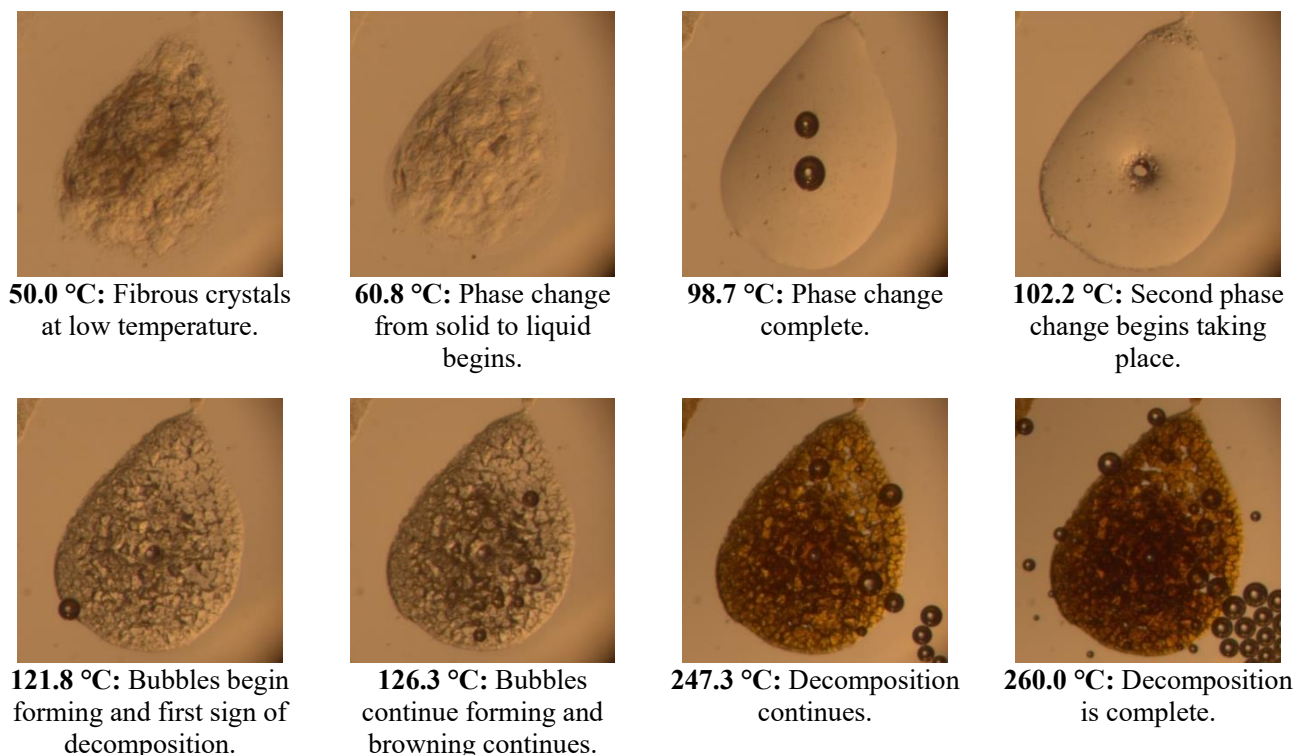 50.0 °C: Fibrous crystals
at low temperature.
60.8 °C: Phase change
from solid to liquid
begins.
98.7 °C: Phase change
complete.
102.2 °C: Second phase
change begins taking
place.
121.8 °C: Bubbles begin
forming and first sign of
decomposition.
126.3 °C: Bubbles
continue forming and
browning continues.
247.3 °C: Decomposition
continues.
260.0 °C: Decomposition
is complete.